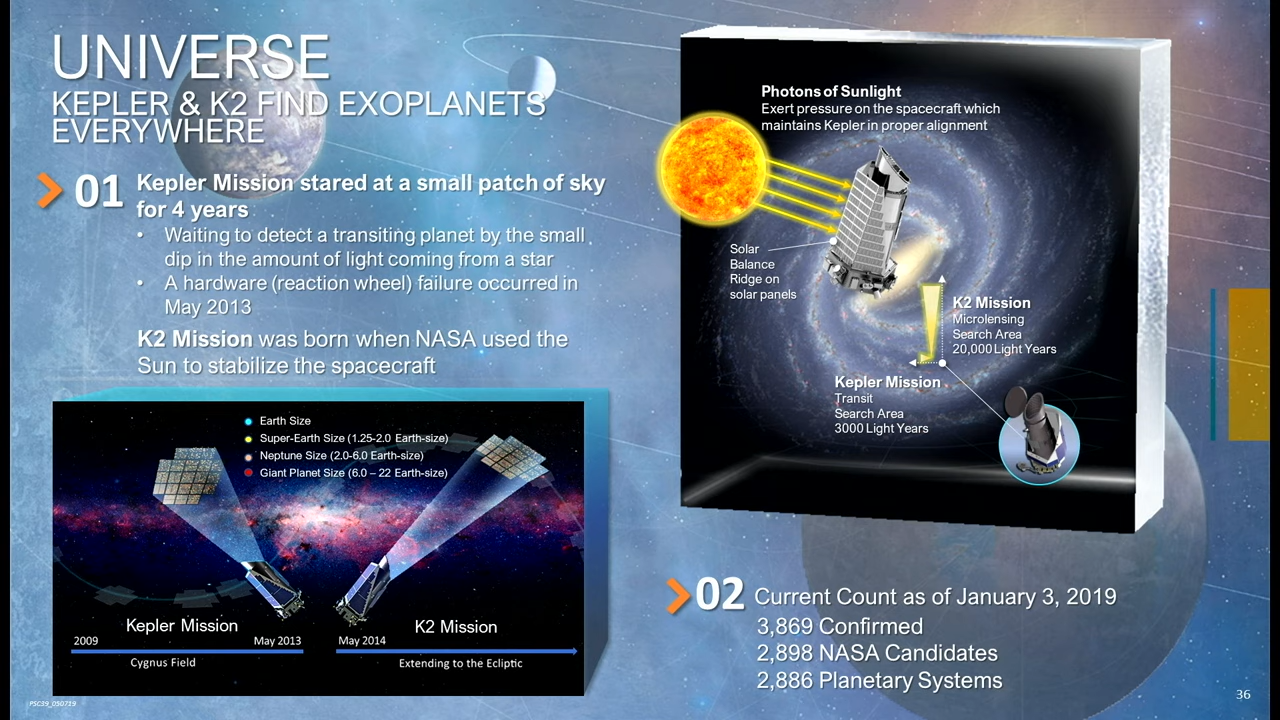 UNIVERSE
KEPLER & K2 FIND EXOPLANETS
EVERYWHERE
01
Kepler Mission stared at a small patch of sky
for 4 years
• Waiting to detect a transiting planet by the small
dip in the amount of light coming from a star
• A hardware (reaction wheel) failure occurred in
May 2013
K2 Mission was born when NASA used the
Sun to stabilize the spacecraft
Earth Size
Super-Earth Size (1.25-2.0 Earth-size)
Neptune Size (2.0-6.0 Earth-size)
Giant Planet Size (6.0 – 22 Earth-size)
Kepler Mission
K2 Mission
2009
May 2013
May 2014
Cygnus Field
Extending to the Ecliptic
Photons of Sunlight
Exert pressure on the spacecraft which
maintains Kepler in proper alignment
Solar
Balance
Ridge on
solar panels
K2 Mission
Microlensing
Search Area
20,000 Light Years
Kepler Mission
Transit
Search Area
3000 Light Years
02
Current Count as of January 3, 2019
3,869 Confirmed
2,898 NASA Candidates
2,886 Planetary Systems
PSC39_050719
36